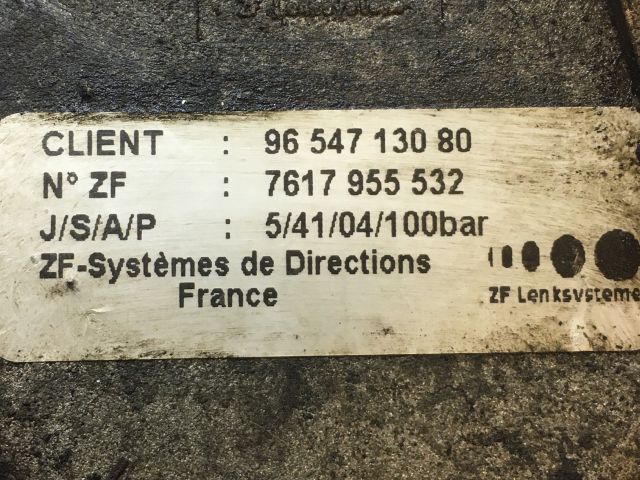 CLIENT : 96 547 130 80
N° ZF : 7617 955 532
J/S/A/P : 5/41/04/100bar
ZF-Systèmes de Directions
France
ZF Lenksysteme